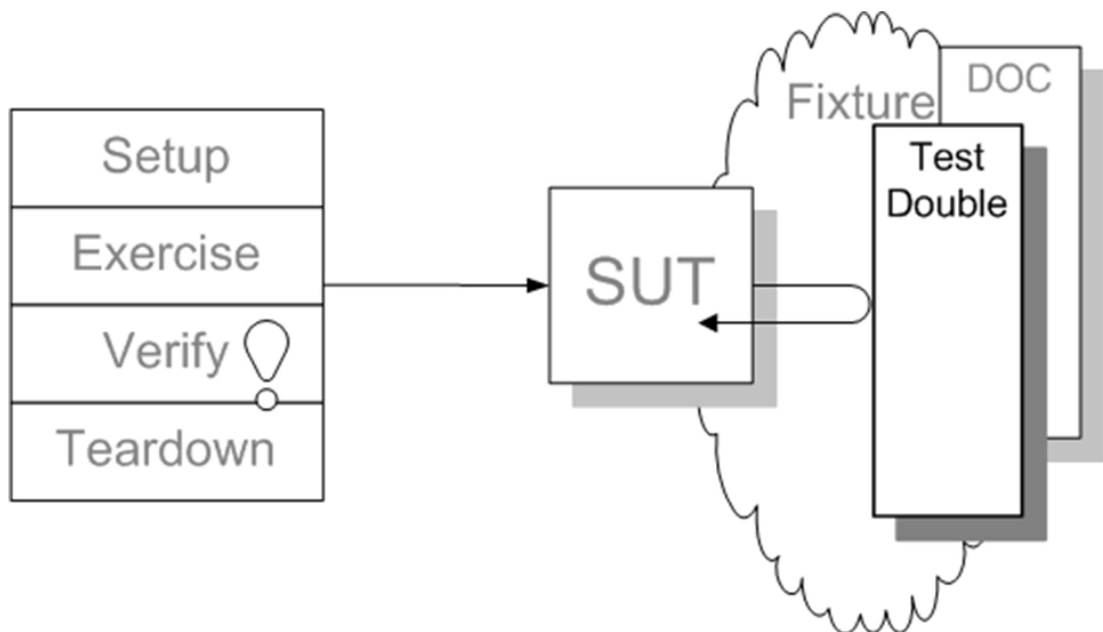 Setup
Exercise
Verify
Teardown
SUT
Fixture
DOC
Test
Double